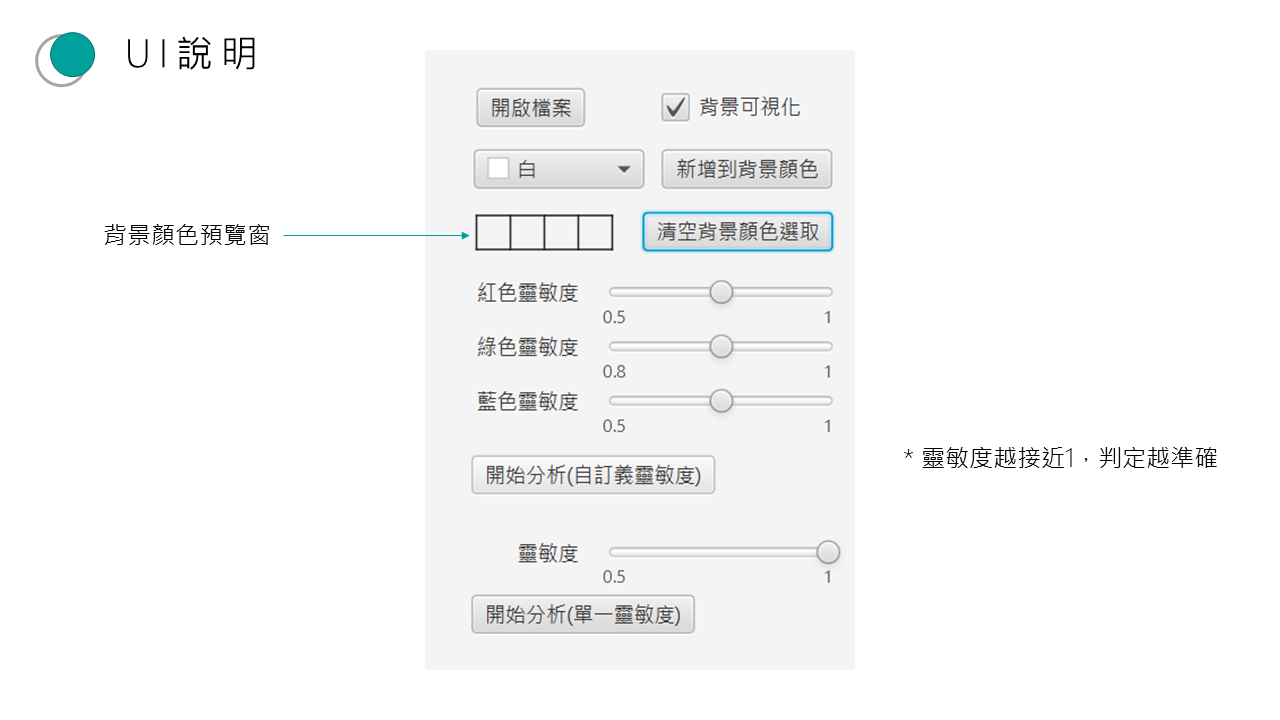 UI說明
開啟檔案 背景可視化
白 新增到背景顏色
背景顏色預覽窗 清空背景顏色選取
紅色靈敏度
0.5 1
綠色靈敏度
0.8 1
藍色靈敏度
0.5 1
* 靈敏度越接近1，判定越準確
開始分析(自訂義靈敏度)
靈敏度
0.5 1
開始分析(單一靈敏度)